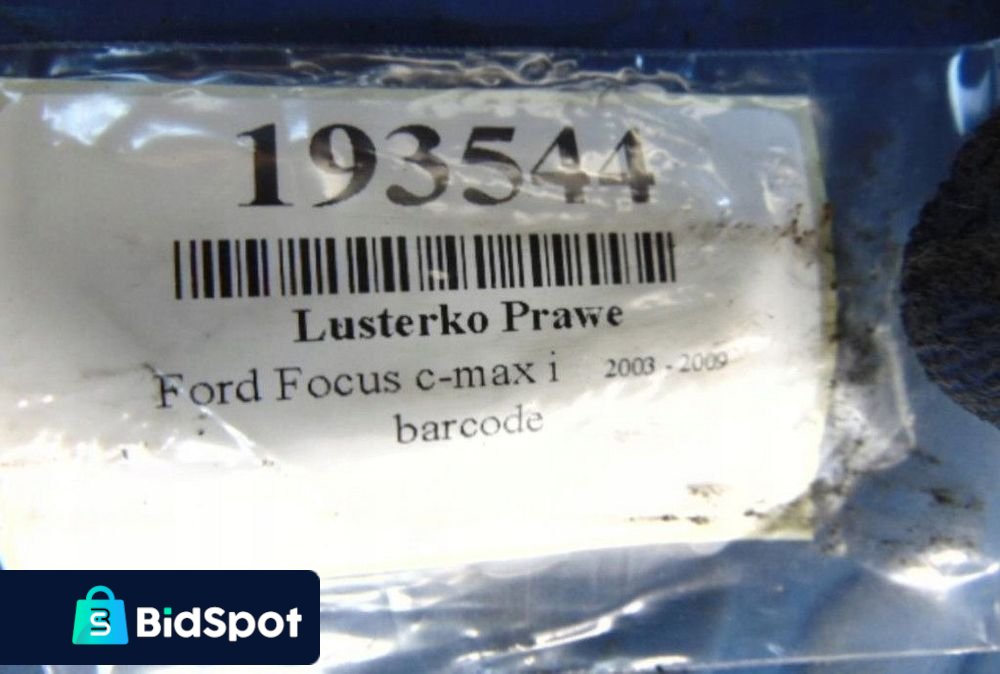 193544
Lusterko Prawe
Ford Focus c-max i 2003 - 2009
barcode
BidSpot